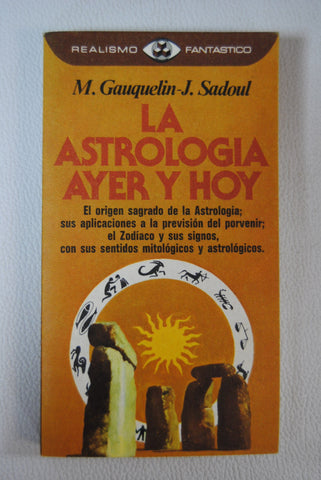 REALISMO FANTASTICO
M. Gauquelin-J. Sadoul
LA
ASTROLOGIA
AYER Y HOY
El origen sagrado de la Astrología;
sus aplicaciones a la previsión del porvenir;
el Zodiaco y sus signos,
con sus sentidos mitológicos y astrológicos.